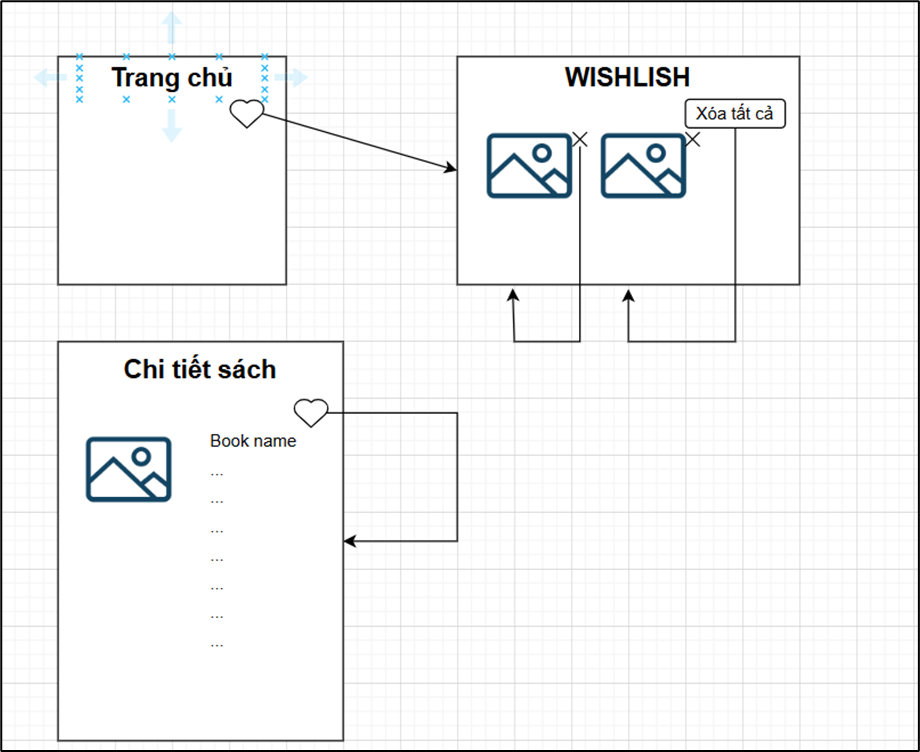 Trang chủ
WISHLISH
Xóa tất cả
Chi tiết sách
Book name
...
...
...
...
...
...
...